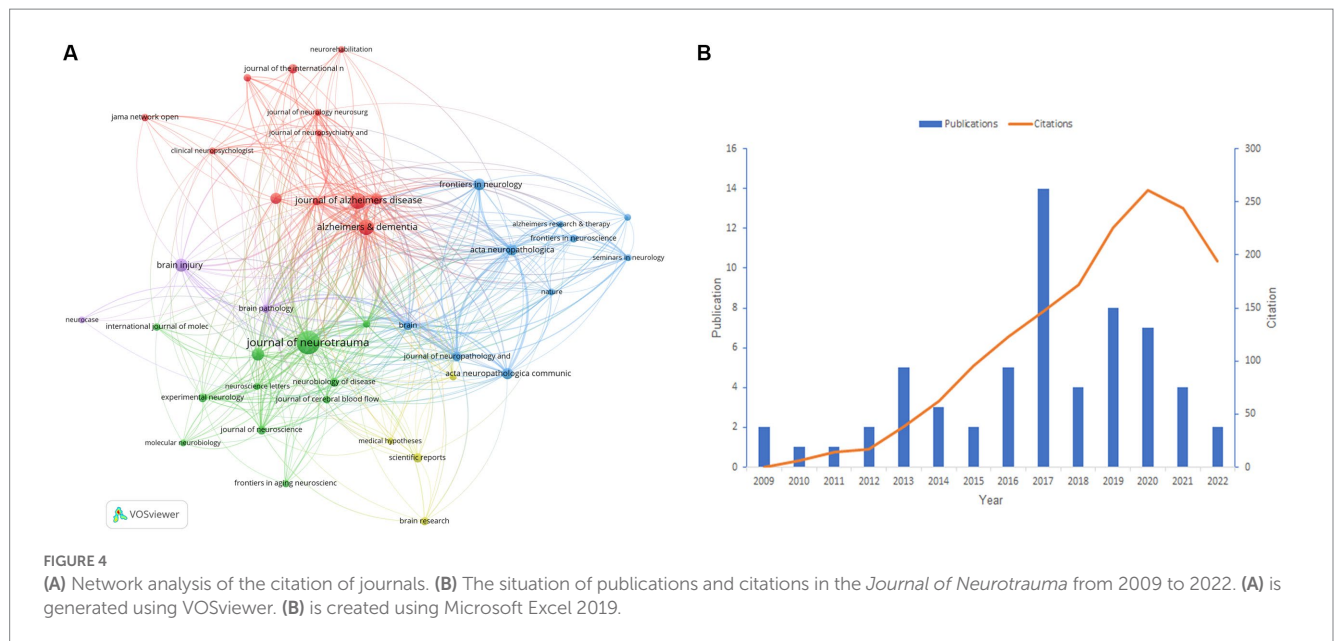 A
neurorehabilitation
journal of the international n
journal of neurology neurosurg
jama network open
journal of neuropsychiatry and
clinical neuropsychologist
frontiers in neurology
journal of alzheimers disease
alzheimers research & therapy
alzheimers & dementia
frontiers in neuroscience
acta neuropathologica
seminars in neurology
brain injury
nature
brain pathology
neurocase
international journal of molec
brain
journal of neurotrauma
journal of neuropathology and
acta neuropathologica communic
neurobiology of disease
neuroscience letters
experimental neurology
journal of cerebral blood flow
journal of neuroscience
molecular neurobiology
medical hypotheses
scientific reports
frontiers in aging neuroscienc
brain research
VOSviewer
B
Publications Citations
16
14
12
10
8
6
4
2
0
Publication
300
250
200
150
100
50
0
Citation
2009 2010 2011 2012 2013 2014 2015 2016 2017 2018 2019 2020 2021 2022
Year
FIGURE 4
(A) Network analysis of the citation of journals. (B) The situation of publications and citations in the Journal of Neurotrauma from 2009 to 2022. (A) is
generated using VOSviewer. (B) is created using Microsoft Excel 2019.